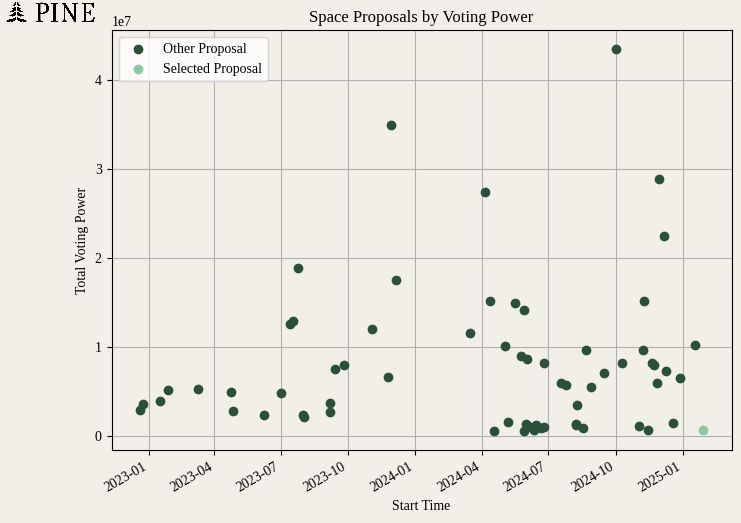 PINE
Space Proposals by Voting Power
1e7
Other Proposal
Selected Proposal
4
3
2
1
0
Total Voting Power
2023-01
2023-04
2023-07
2023-10
2024-01
2024-04
2024-07
2024-10
2025-01
Start Time